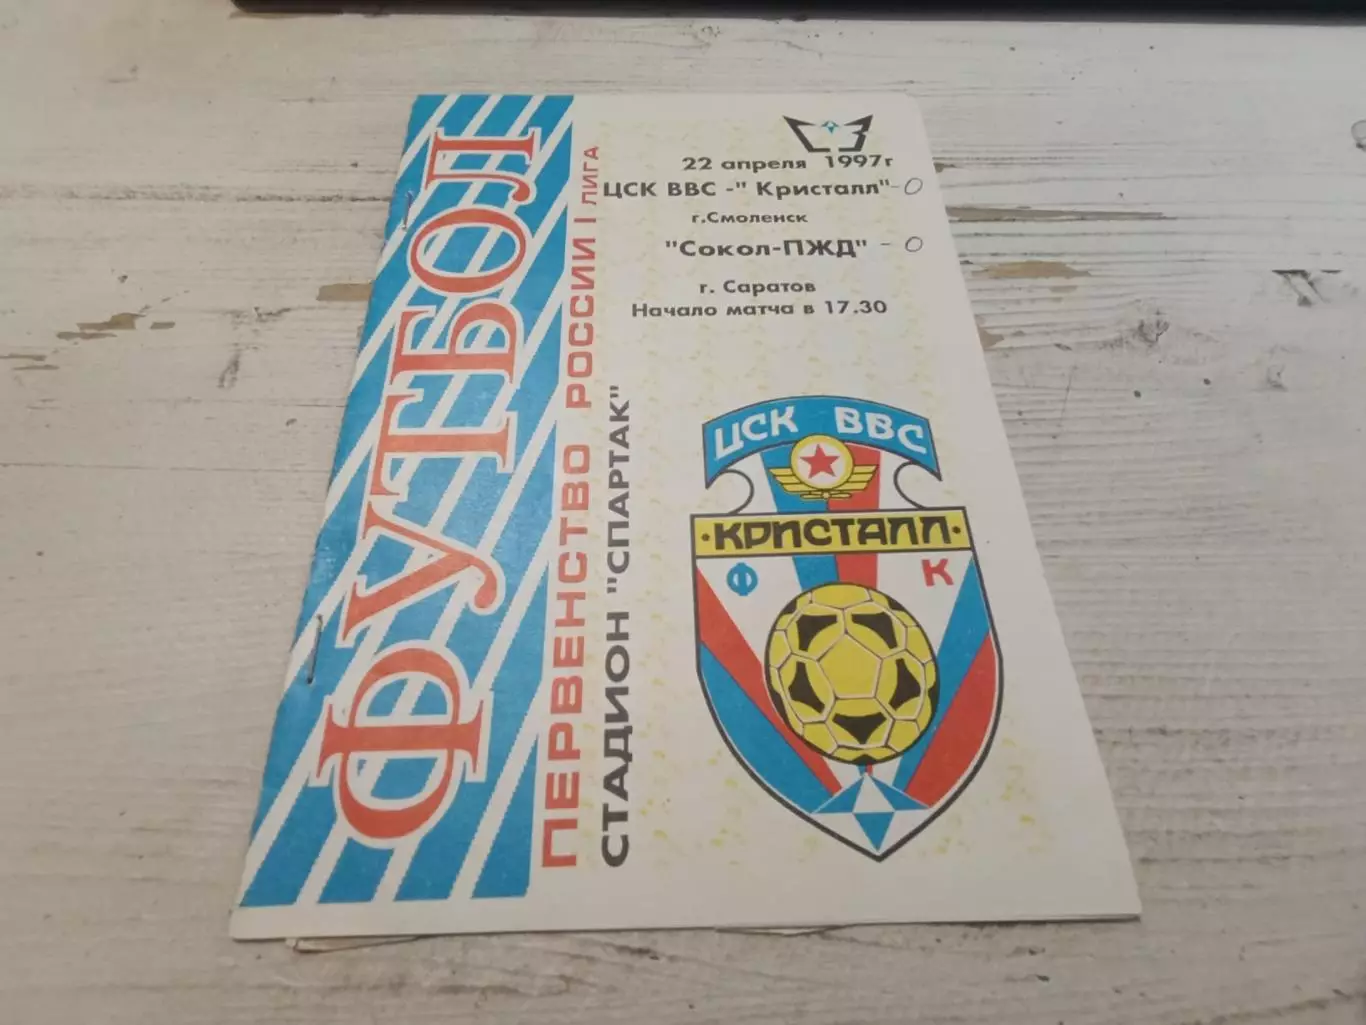 ФУТБОЛ
ПЕРВЕНСТВО РОССИИ I ЛИГА
СТАДИОН "СПАРТАК"
22 апреля 1997г
ЦСК ВВС -" Кристалл" - 0
г.Смоленск
"Сокол-ПЖД" - 0
г. Саратов
Начало матча в 17.30
ЦСК ВВС
·КРИСТАЛЛ·
Ф К